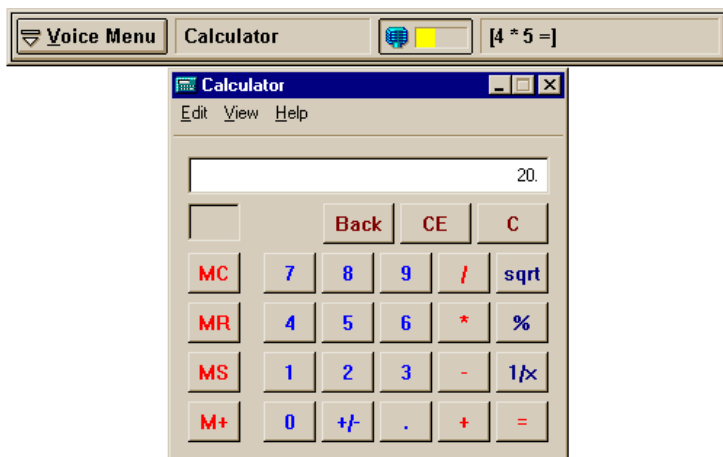 Voice Menu Calculator [4 * 5 =]
Calculator
Edit View Help
20.
Back CE C
MC 7 8 9 / sqrt
MR 4 5 6 * %
MS 1 2 3 - 1/x
M+ 0 +/- . + =